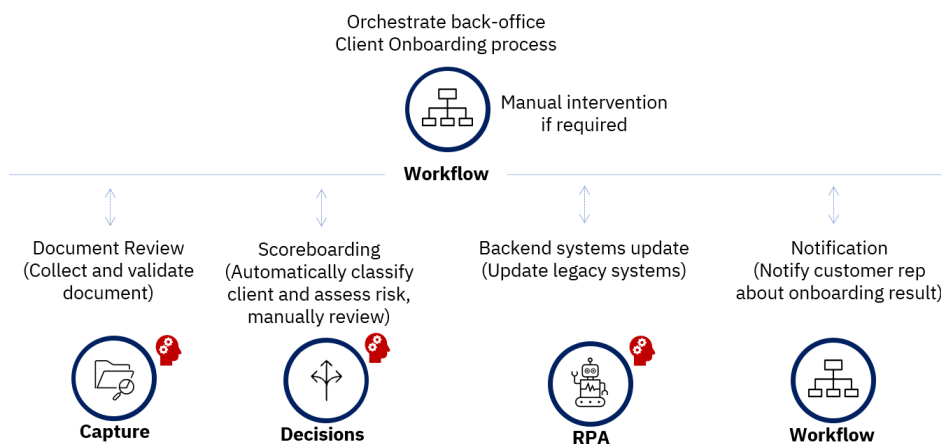 Orchestrate back-office
Client Onboarding process
Manual intervention
if required
Workflow
Document Review
(Collect and validate
document)
Scoreboarding
(Automatically classify
client and assess risk,
manually review)
Backend systems update
(Update legacy systems)
Notification
(Notify customer rep
about onboarding result)
Capture
Decisions
RPA
Workflow